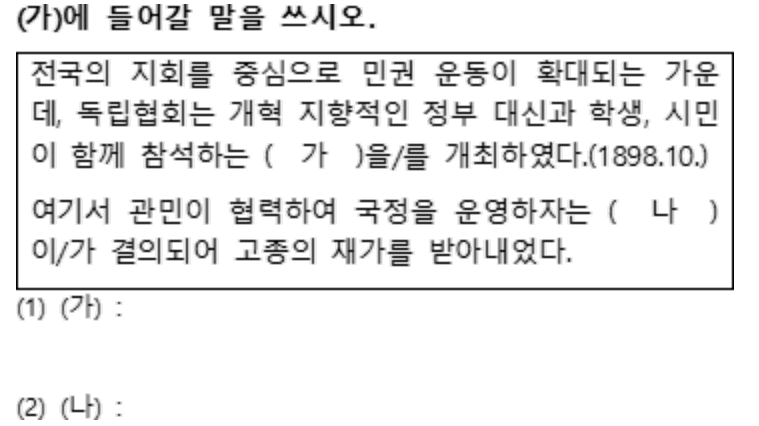 (가)에 들어갈 말을 쓰시오.
전국의 지회를 중심으로 민권 운동이 확대되는 가운
데, 독립협회는 개혁 지향적인 정부 대신과 학생, 시민
이 함께 참석하는 ( 가 )을/를 개최하였다.(1898.10.)
여기서 관민이 협력하여 국정을 운영하자는 ( 나 )
이/가 결의되어 고종의 재가를 받아내었다.
(1) (가) :
(2) (나) :